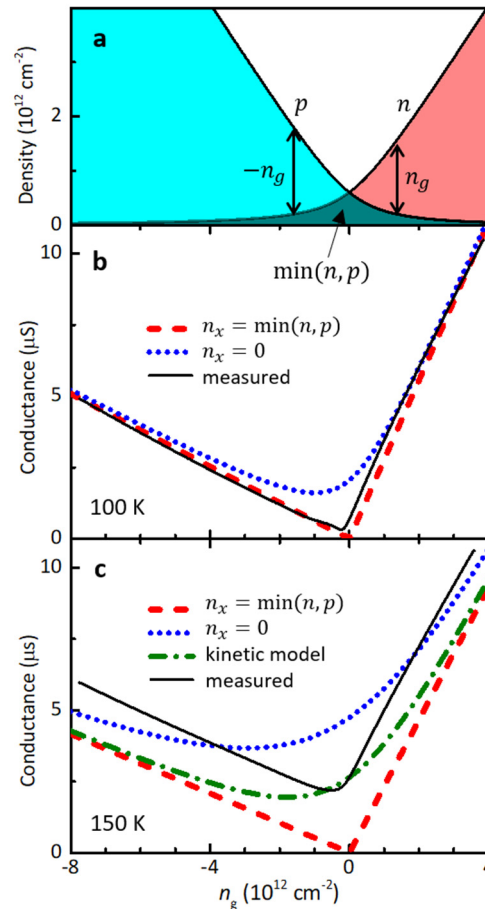 a
Density (10¹² cm⁻²)
2
0
p
n
−n_g
n_g
min(n, p)
b
Conductance (μS)
10
5
0
n_x = min(n, p)
n_x = 0
measured
100 K
c
Conductance (μs)
10
5
0
n_x = min(n, p)
n_x = 0
kinetic model
measured
150 K
-8 -4 0 4
n_g (10¹² cm⁻²)